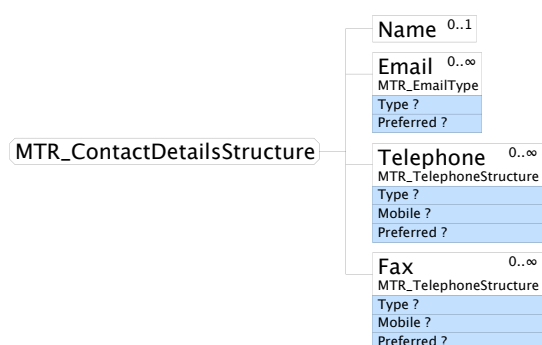 Name 0..1
Email 0..∞
MTR_EmailType
Type ?
Preferred ?
MTR_ContactDetailsStructure
Telephone 0..∞
MTR_TelephoneStructure
Type ?
Mobile ?
Preferred ?
Fax 0..∞
MTR_TelephoneStructure
Type ?
Mobile ?
Preferred ?